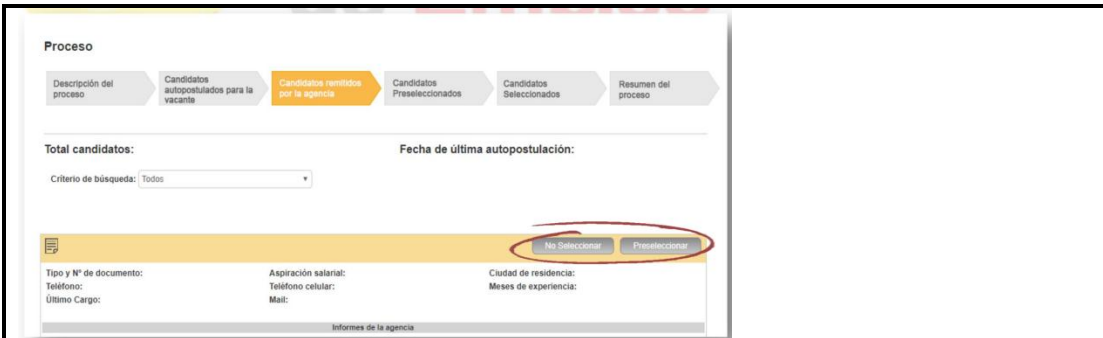 Proceso
Descripción del
proceso
Candidatos
autopostulados para la
vacante
Candidatos remitidos
por la agencia
Candidatos
Preseleccionados
Candidatos
Seleccionados
Resumen del
proceso
Total candidatos:
Fecha de última autopostulación:
Criterio de búsqueda: Todos
No Seleccionar
Preseleccionar
Tipo y Nº de documento:
Aspiración salarial:
Ciudad de residencia:
Teléfono:
Teléfono celular:
Meses de experiencia:
Último Cargo:
Mail:
Informes de la agencia